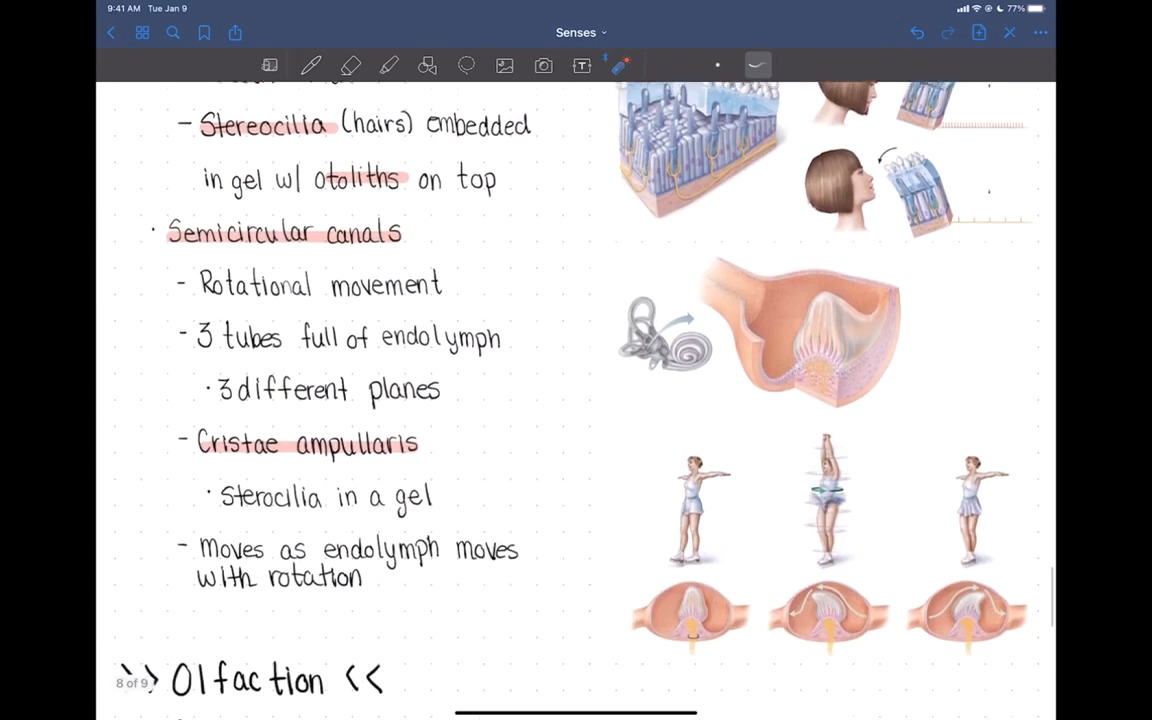 9:41 AM Tue Jan 9
77%
Senses
- Stereocilia (hairs) embedded
in gel w/ otoliths on top
· Semicircular canals
- Rotational movement
- 3 tubes full of endolymph
· 3 different planes
- Cristae ampullaris
· Sterocilia in a gel
- Moves as endolymph moves
with rotation
>> Olfaction <<
8 of 9